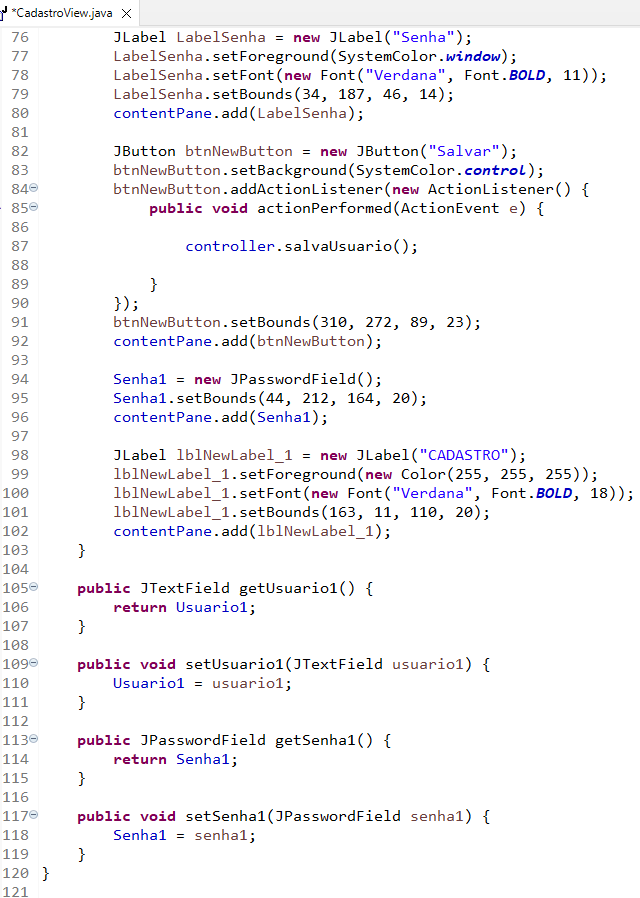 *CadastroView.java
76 JLabel LabelSenha = new JLabel("Senha");
77 LabelSenha.setForeground(SystemColor.window);
78 LabelSenha.setFont(new Font("Verdana", Font.BOLD, 11));
79 LabelSenha.setBounds(34, 187, 46, 14);
80 contentPane.add(LabelSenha);
81
82 JButton btnNewButton = new JButton("Salvar");
83 btnNewButton.setBackground(SystemColor.control);
84 btnNewButton.addActionListener(new ActionListener() {
85 public void actionPerformed(ActionEvent e) {
86
87 controller.salvaUsuario();
88
89 }
90 });
91 btnNewButton.setBounds(310, 272, 89, 23);
92 contentPane.add(btnNewButton);
93
94 Senha1 = new JPasswordField();
95 Senha1.setBounds(44, 212, 164, 20);
96 contentPane.add(Senha1);
97
98 JLabel lblNewLabel_1 = new JLabel("CADASTRO");
99 lblNewLabel_1.setForeground(new Color(255, 255, 255));
100 lblNewLabel_1.setFont(new Font("Verdana", Font.BOLD, 18));
101 lblNewLabel_1.setBounds(163, 11, 110, 20);
102 contentPane.add(lblNewLabel_1);
103 }
104
105 public JTextField getUsuario1() {
106 return Usuario1;
107 }
108
109 public void setUsuario1(JTextField usuario1) {
110 Usuario1 = usuario1;
111 }
112
113 public JPasswordField getSenha1() {
114 return Senha1;
115 }
116
117 public void setSenha1(JPasswordField senha1) {
118 Senha1 = senha1;
119 }
120 }
121